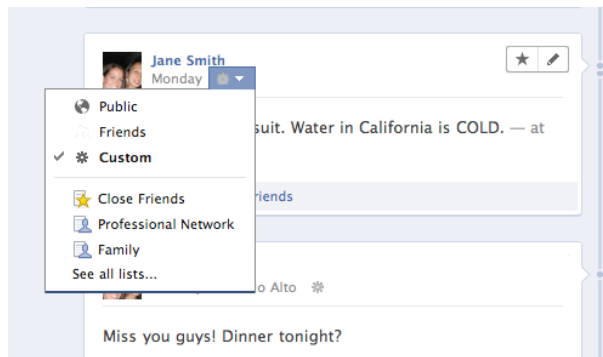 Jane Smith
Monday
Public
Friends
Custom
suit. Water in California is COLD. — at
Close Friends
Professional Network
Family
See all lists...
o Alto
Miss you guys! Dinner tonight?